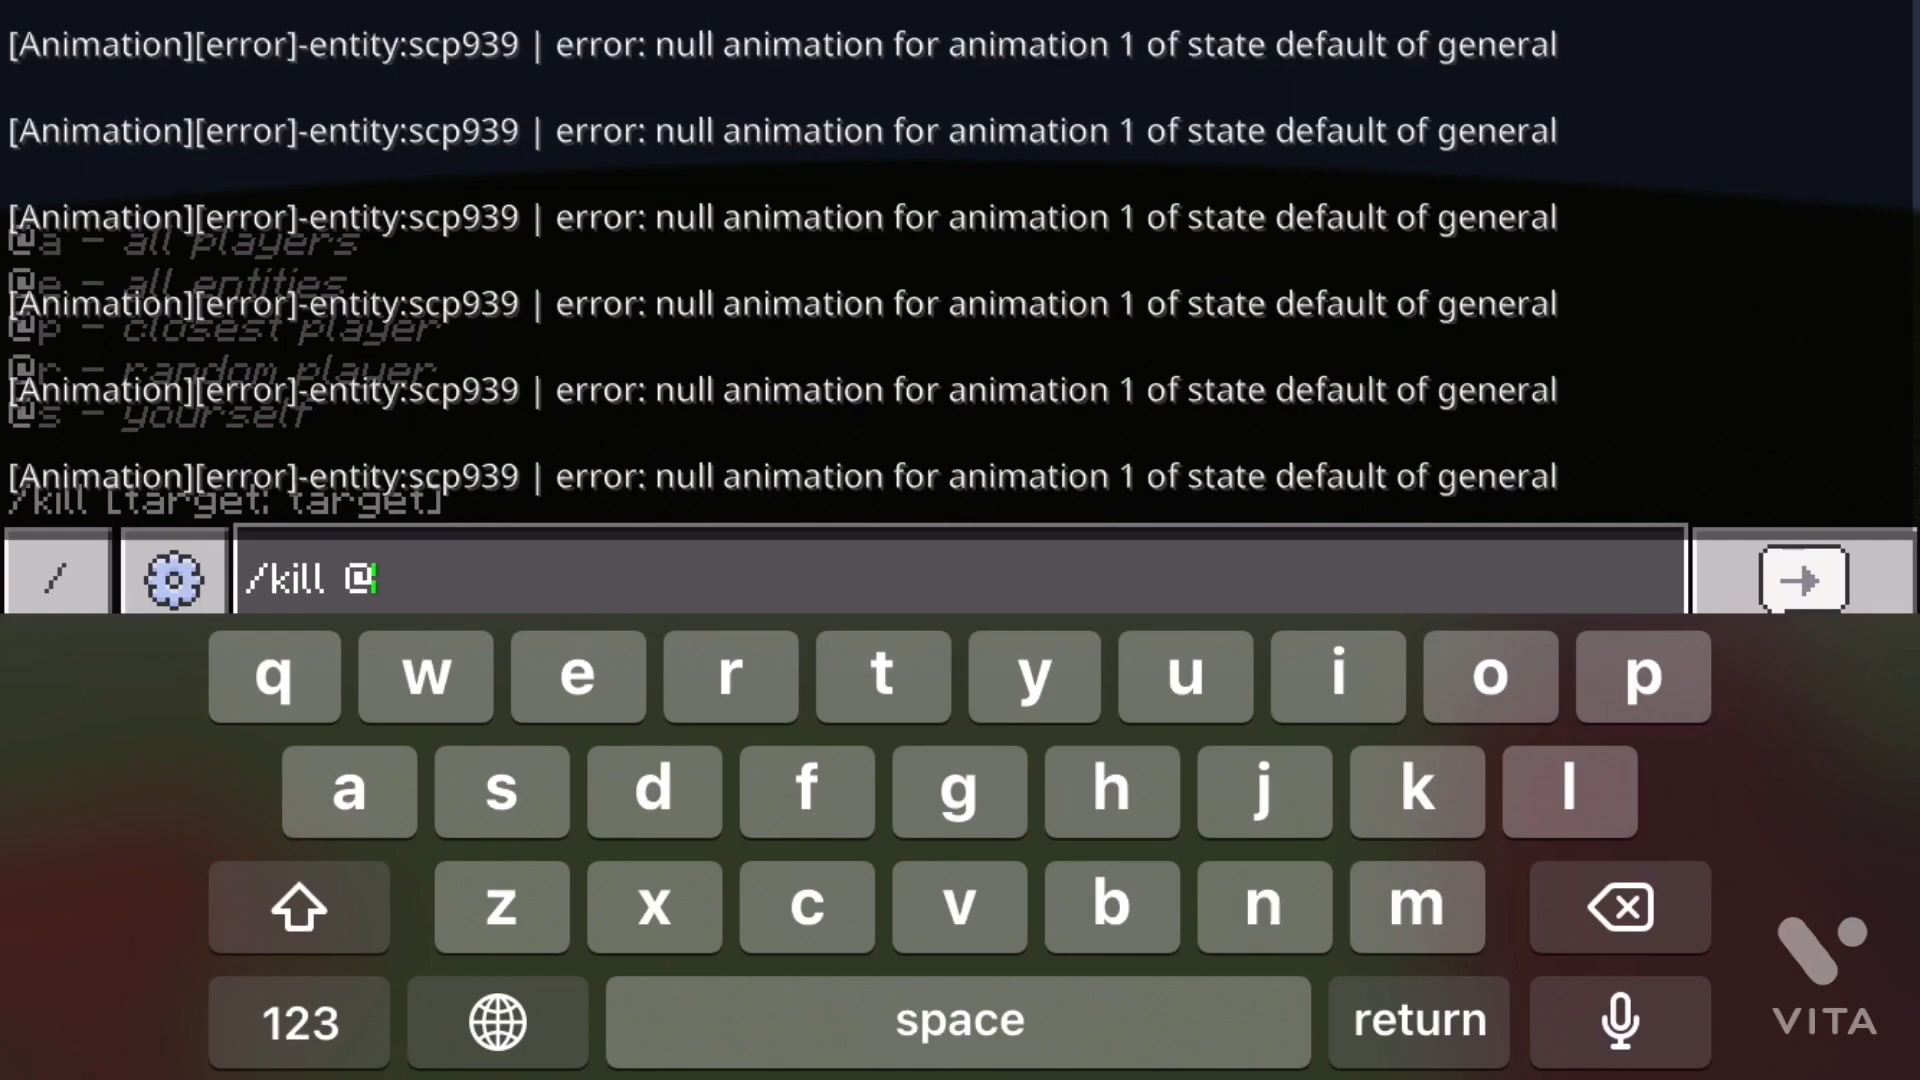 [Animation][error]-entity:scp939 | error: null animation for animation 1 of state default of general
[Animation][error]-entity:scp939 | error: null animation for animation 1 of state default of general
[Animation][error]-entity:scp939 | error: null animation for animation 1 of state default of general
@a – all players
@e – all entities
[Animation][error]-entity:scp939 | error: null animation for animation 1 of state default of general
@p – closest player
@r – random player
[Animation][error]-entity:scp939 | error: null animation for animation 1 of state default of general
@s – yourself
[Animation][error]-entity:scp939 | error: null animation for animation 1 of state default of general
/kill [target: target]
/ /kill @
q w e r t y u i o p
a s d f g h j k l
z x c v b n m
123 space return
VITA